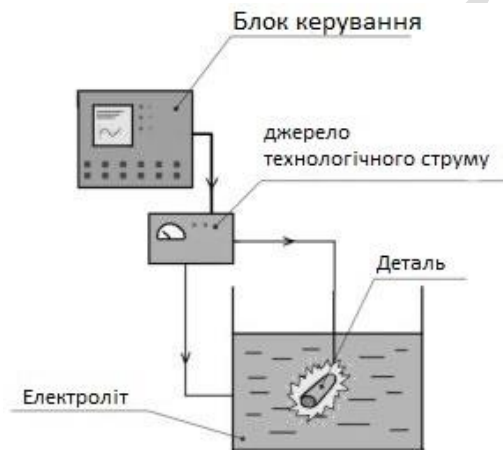 Блок керування
джерело
технологічного струму
Деталь
Електроліт